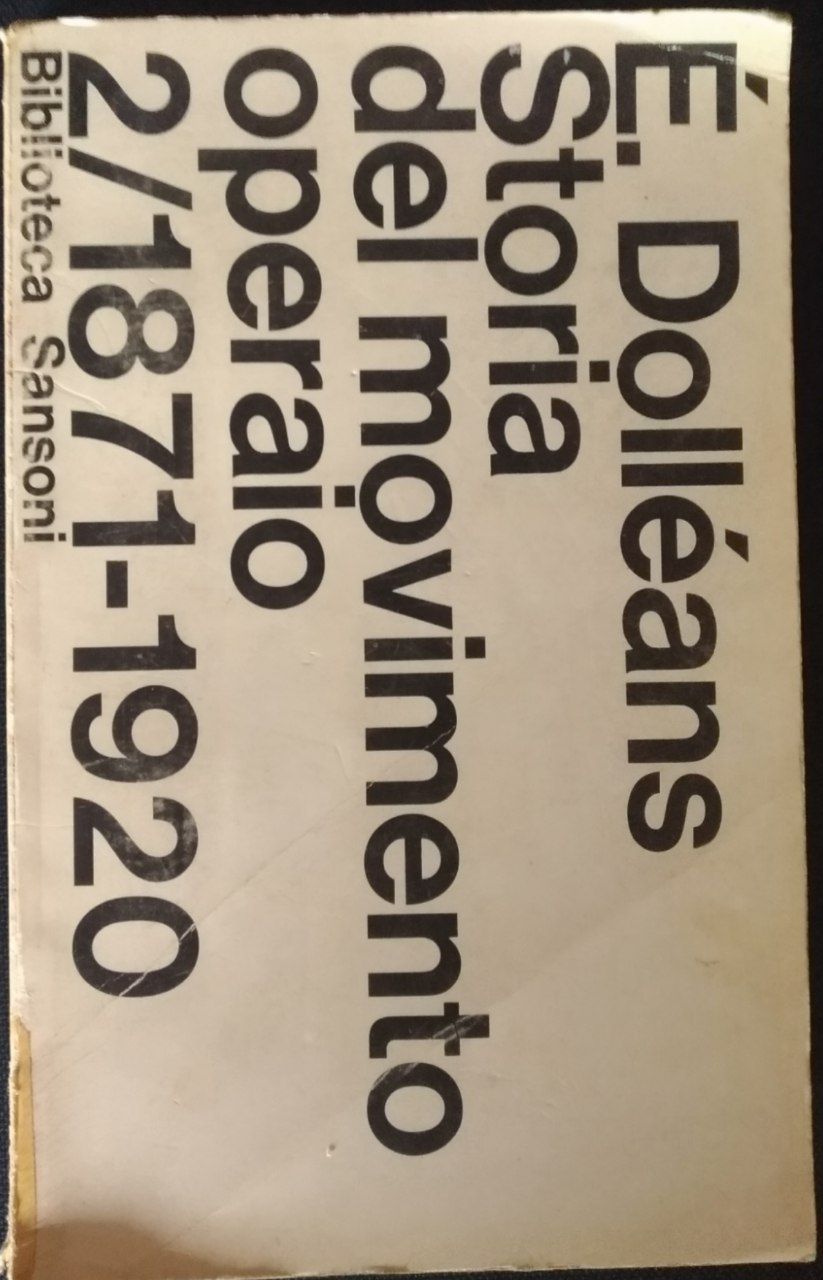 É. Dolléans
Storia
del movimento
operaio
2/1871-1920
Biblioteca Sansoni